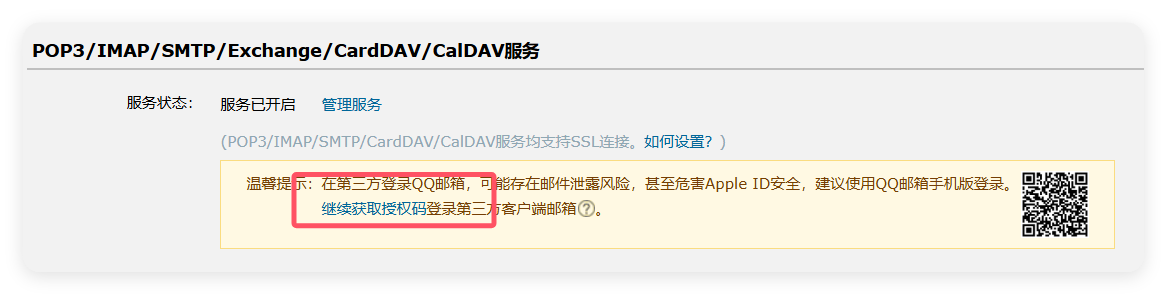 POP3/IMAP/SMTP/Exchange/CardDAV/CalDAV服务
服务状态： 服务已开启 管理服务
(POP3/IMAP/SMTP/CardDAV/CalDAV服务均支持SSL连接。如何设置？)
温馨提示：在第三方登录QQ邮箱，可能存在邮件泄露风险，甚至危害Apple ID安全，建议使用QQ邮箱手机版登录。
继续获取授权码登录第三方客户端邮箱?。